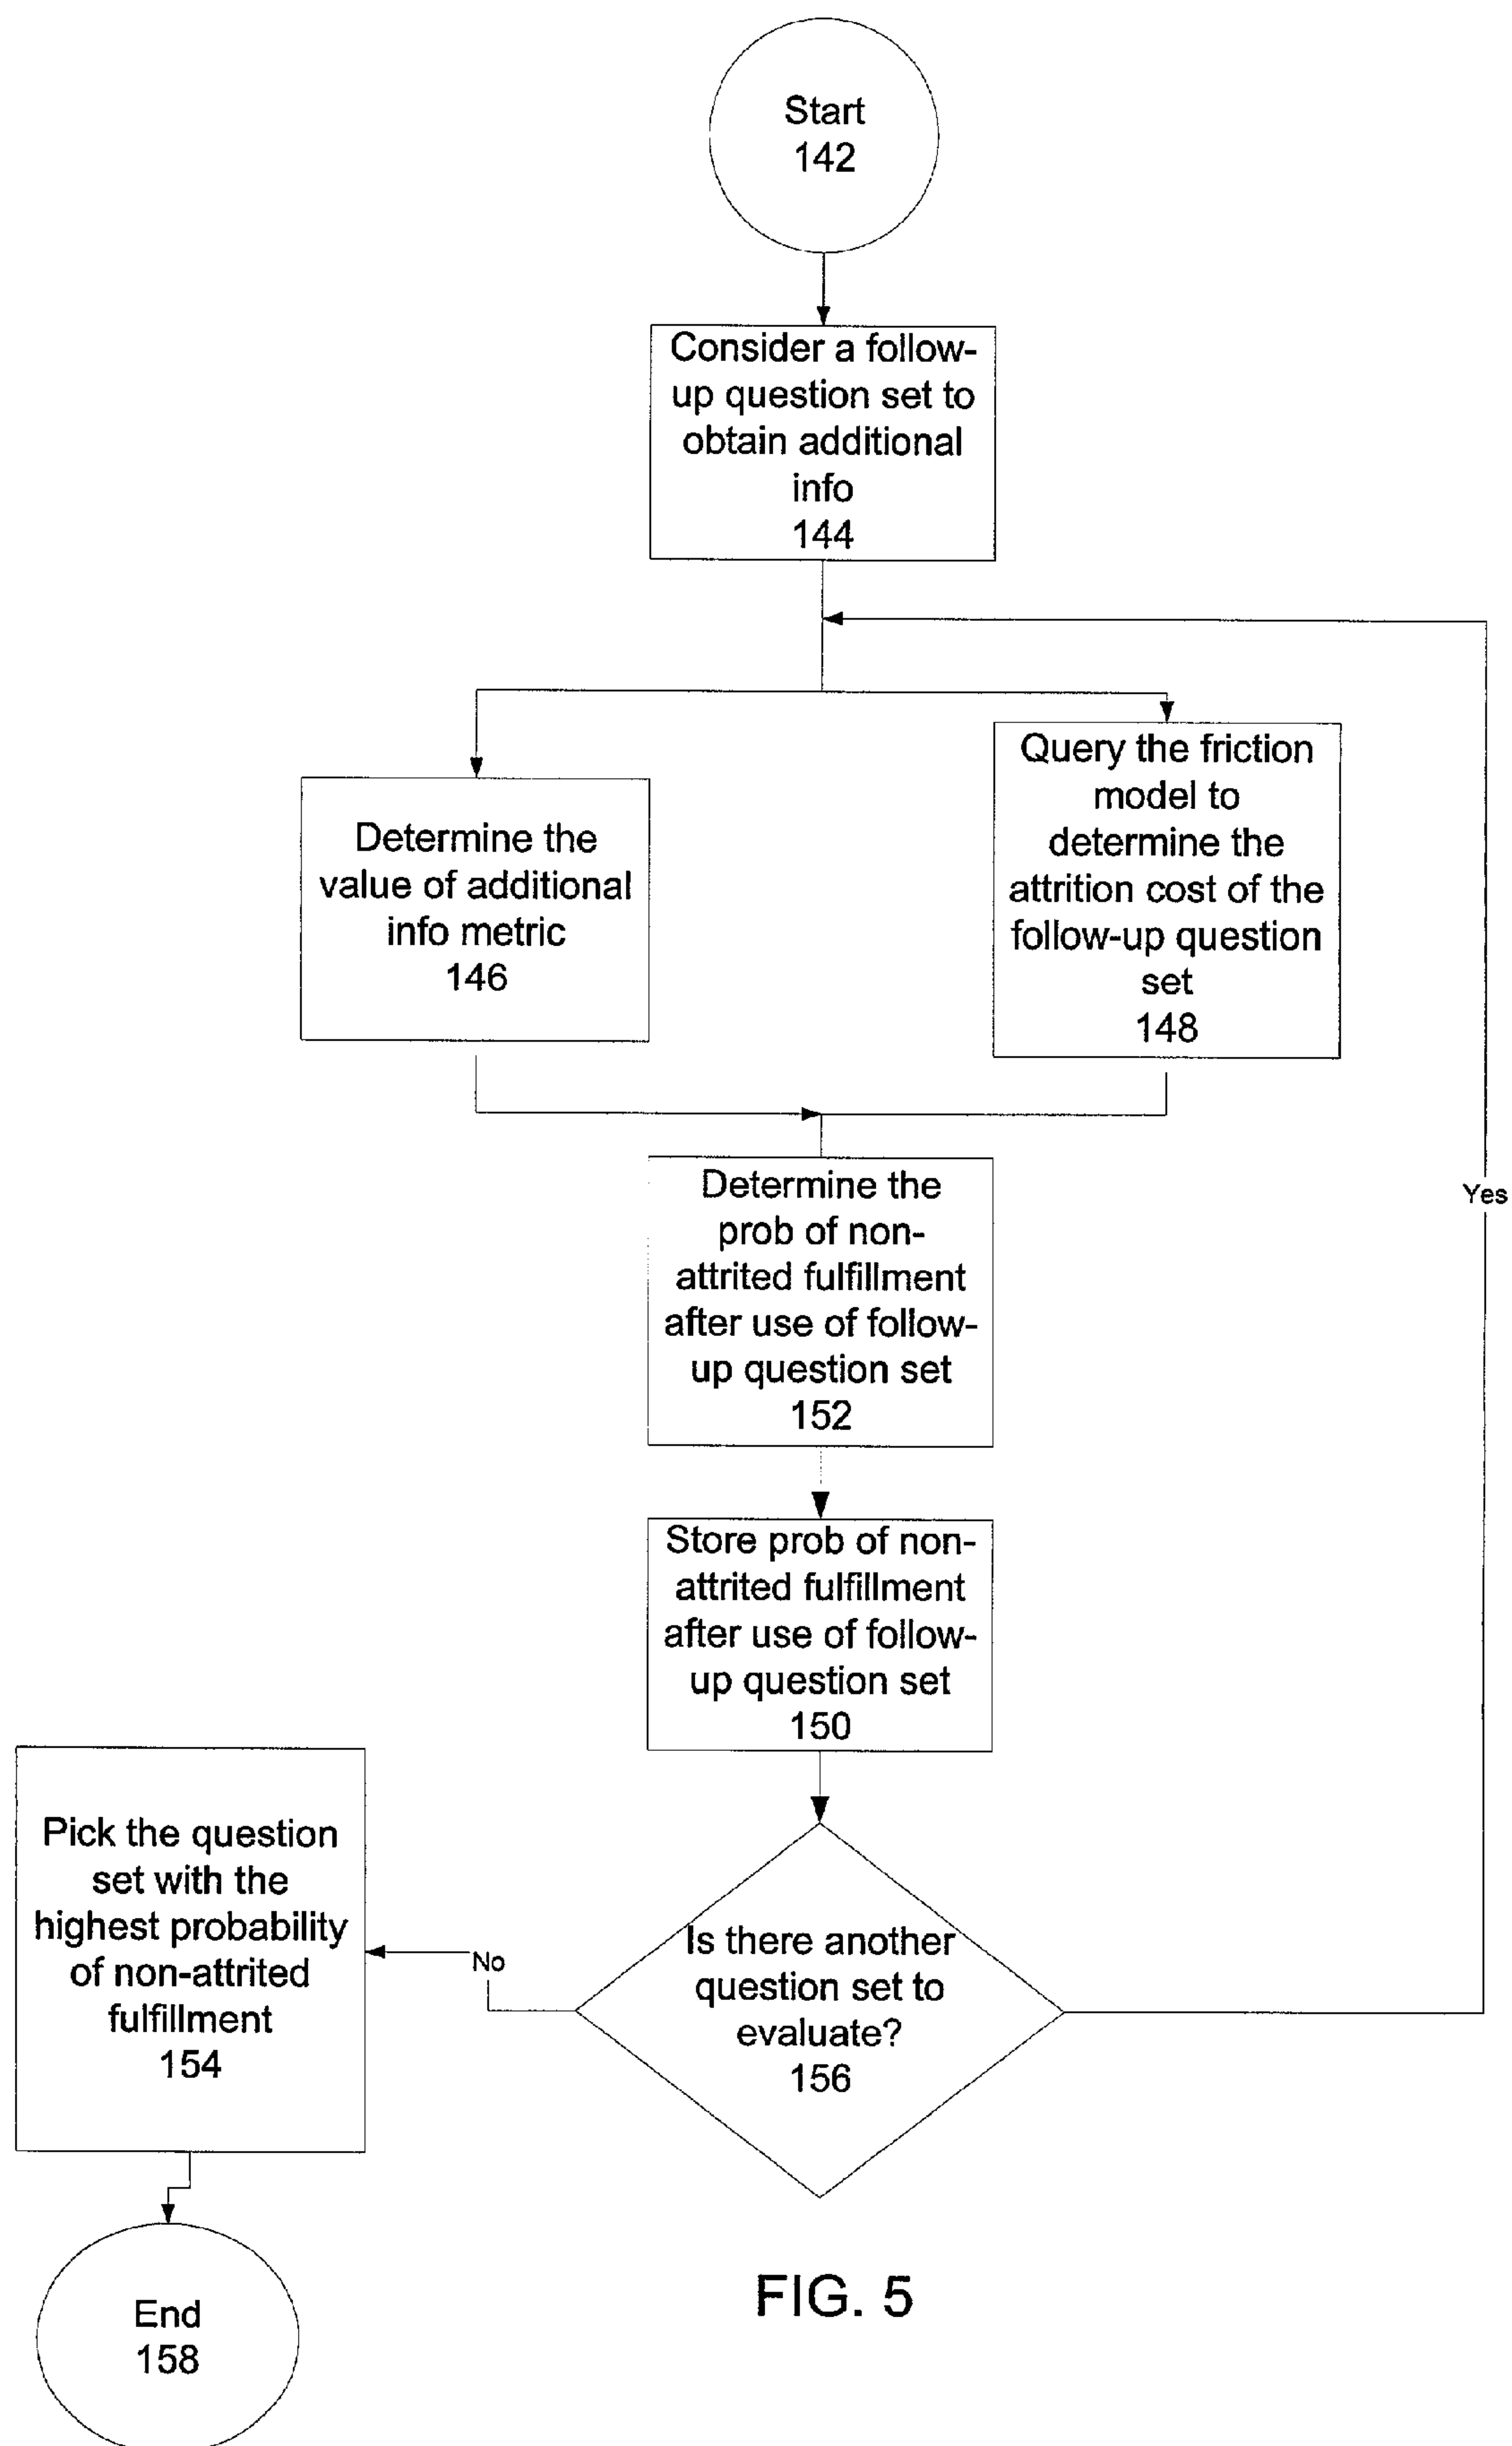 Start
142
Consider a follow-
up question set to
obtain additional
info
144
Query the friction
model to
determine the
attrition cost of the
follow-up question
set
148
Determine the
value of additional
info metric
146
Determine the
prob of non-
attrited fulfillment
after use of follow-
up question set
152
Yes
Store prob of non-
attrited fulfillment
after use of follow-
up question set
150
Pick the question
set with the
highest probability
of non-attrited
fulfillment
154
No
Is there another
question set to
evaluate?
156
End
158
FIG. 5